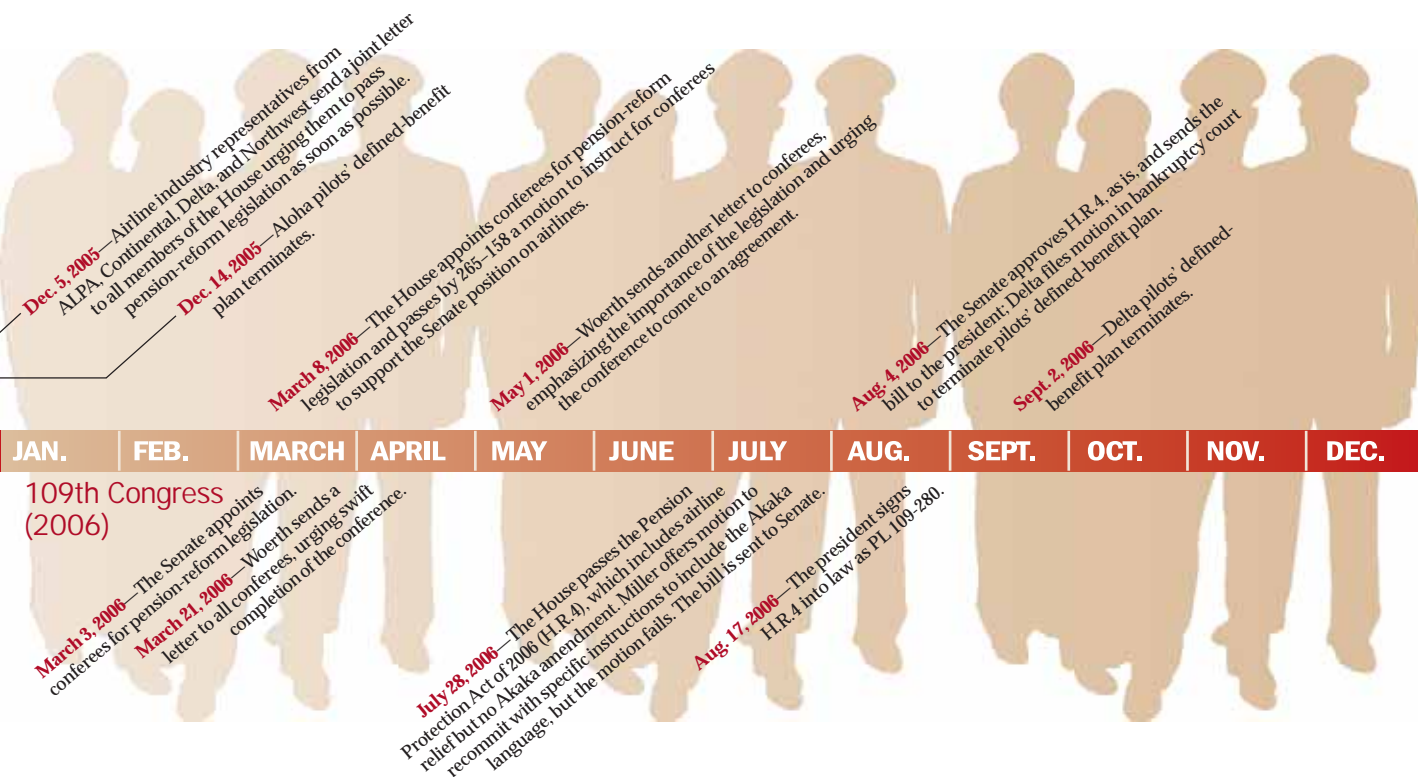 Dec. 5, 2005—Airline industry representatives from
ALPA, Continental, Delta, and Northwest send a joint letter
to all members of the House urging them to pass
pension-reform legislation as soon as possible.
Dec. 14, 2005—Aloha pilots’ defined-benefit
plan terminates.
March 8, 2006—The House appoints conferees for pension-reform
legislation and passes by 265–158 a motion to instruct for conferees
to support the Senate position on airlines.
May 1, 2006—Woerth sends another letter to conferees,
emphasizing the importance of the legislation and urging
the conference to come to an agreement.
Aug. 4, 2006—The Senate approves H.R.4, as is, and sends the
bill to the president; Delta files motion in bankruptcy court
to terminate pilots’ defined-benefit plan.
Sept. 2, 2006—Delta pilots’ defined-
benefit plan terminates.
JAN. FEB. MARCH APRIL MAY JUNE JULY AUG. SEPT. OCT. NOV. DEC.
109th Congress
(2006)
March 3, 2006—The Senate appoints
conferees for pension-reform legislation.
March 21, 2006—Woerth sends a
letter to all conferees, urging swift
completion of the conference.
July 28, 2006—The House passes the Pension
Protection Act of 2006 (H.R.4), which includes airline
relief but no Akaka amendment. Miller offers motion to
recommit with specific instructions to include the Akaka
language, but the motion fails. The bill is sent to Senate.
Aug. 17, 2006—The president signs
H.R.4 into law as PL 109-280.